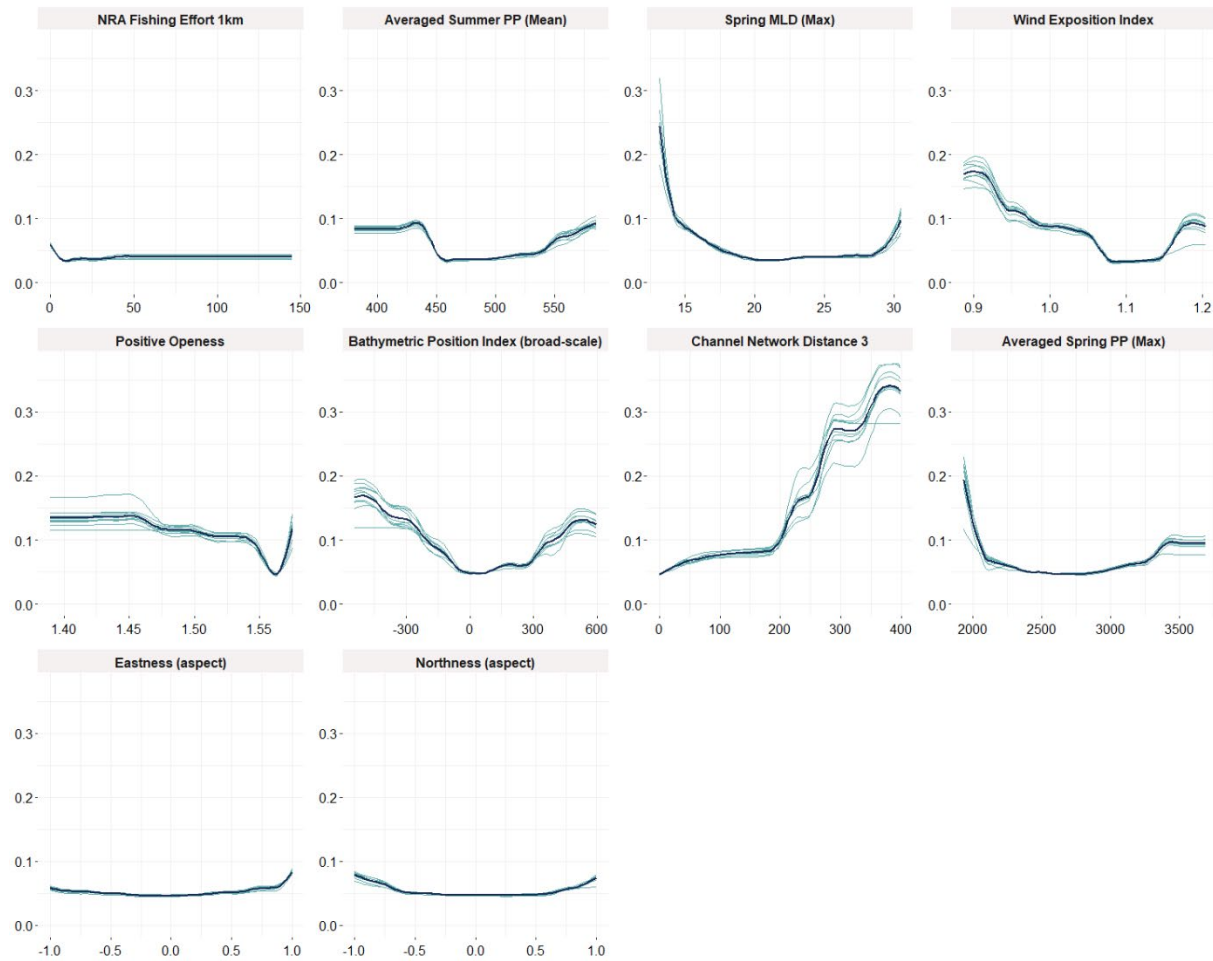 NRA Fishing Effort 1km
Averaged Summer PP (Mean)
Spring MLD (Max)
Wind Exposition Index
0.3
0.2
0.1
0.0
0 50 100 150
0.3
0.2
0.1
0.0
400 450 500 550
0.3
0.2
0.1
0.0
15 20 25 30
0.3
0.2
0.1
0.0
0.9 1.0 1.1 1.2
Positive Openess
Bathymetric Position Index (broad-scale)
Channel Network Distance 3
Averaged Spring PP (Max)
0.3
0.2
0.1
0.0
1.40 1.45 1.50 1.55
0.3
0.2
0.1
0.0
-300 0 300 600
0.3
0.2
0.1
0.0
0 100 200 300 400
0.3
0.2
0.1
0.0
2000 2500 3000 3500
Eastness (aspect)
Northness (aspect)
0.3
0.2
0.1
0.0
-1.0 -0.5 0.0 0.5 1.0
0.3
0.2
0.1
0.0
-1.0 -0.5 0.0 0.5 1.0